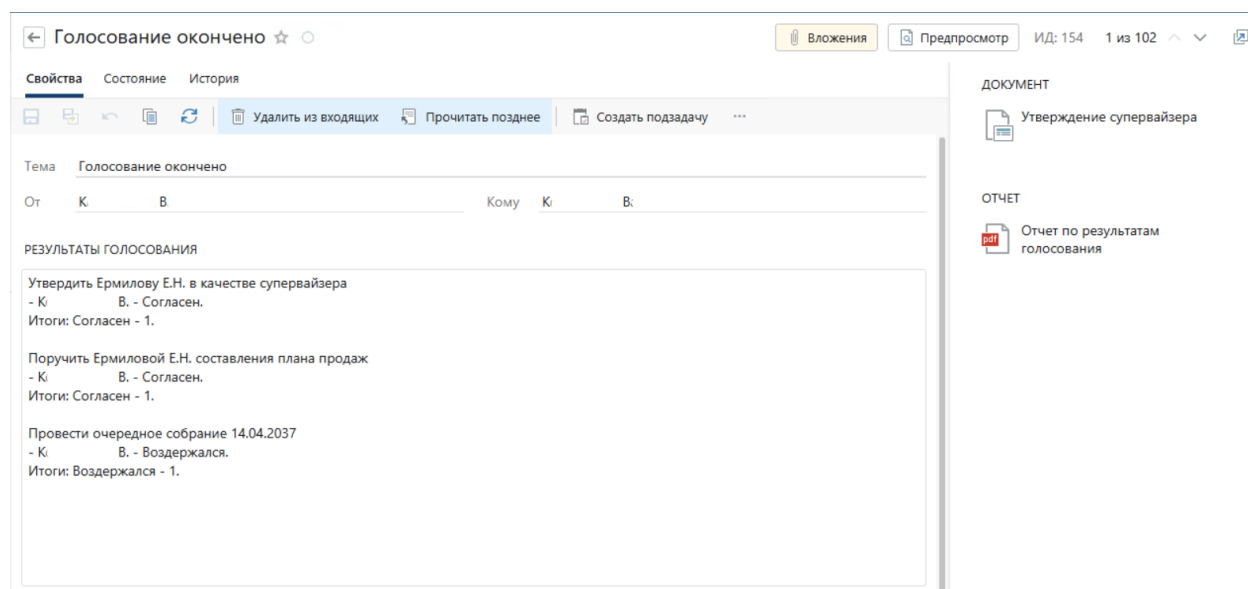 Голосование окончено
Вложения
Предпросмотр
ИД: 154
1 из 102
Свойства Состояние История
Удалить из входящих
Прочитать позднее
Создать подзадачу
Тема Голосование окончено
От К В.
Кому К В
РЕЗУЛЬТАТЫ ГОЛОСОВАНИЯ
Утвердить Ермилову Е.Н. в качестве супервайзера
- К В. - Согласен.
Итоги: Согласен - 1.
Поручить Ермиловой Е.Н. составления плана продаж
- К В. - Согласен.
Итоги: Согласен - 1.
Провести очередное собрание 14.04.2037
- К В. - Воздержался.
Итоги: Воздержался - 1.
ДОКУМЕНТ
Утверждение супервайзера
ОТЧЕТ
pdf
Отчет по результатам
голосования